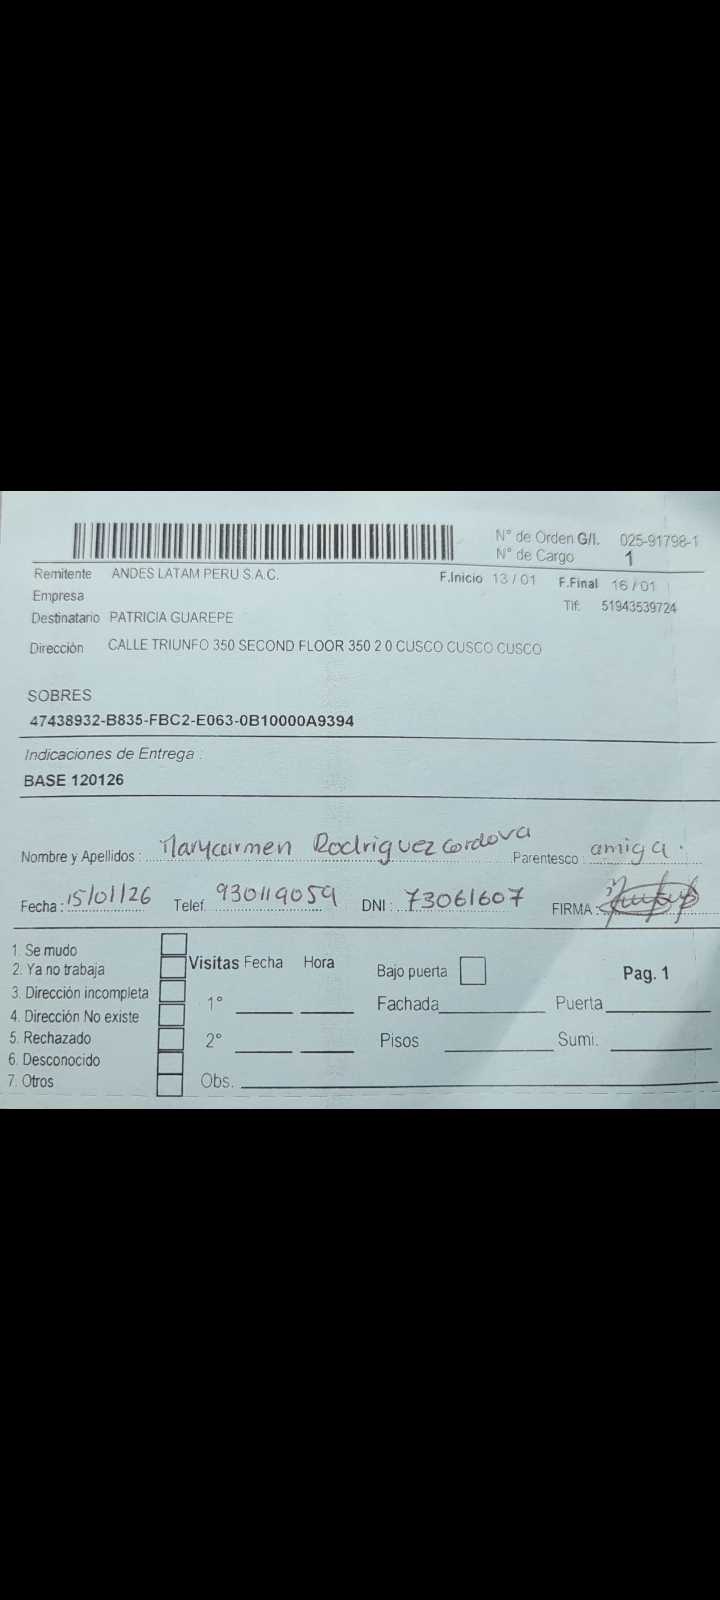 N° de Orden G/I. 025-91798-1
N° de Cargo 1
Remitente ANDES LATAM PERU S.A.C. F.Inicio 13 / 01 F.Final 16 / 01
Empresa Tlf: 51943539724
Destinatario PATRICIA GUAREPE
Dirección CALLE TRIUNFO 350 SECOND FLOOR 350 2 0 CUSCO CUSCO CUSCO
SOBRES
47438932-B835-FBC2-E063-0B10000A9394
Indicaciones de Entrega :
BASE 120126
Nombre y Apellidos : Marycarmen Rodriguez cordova Parentesco : amiga.
Fecha : 15/01/26 Telef. 930119059 DNI : 73061607 FIRMA :
1. Se mudo
2. Ya no trabaja
3. Dirección incompleta
4. Dirección No existe
5. Rechazado
6. Desconocido
7. Otros
Visitas Fecha Hora
1°
2°
Obs.
Bajo puerta
Fachada Puerta
Pisos Sumi.
Pag. 1